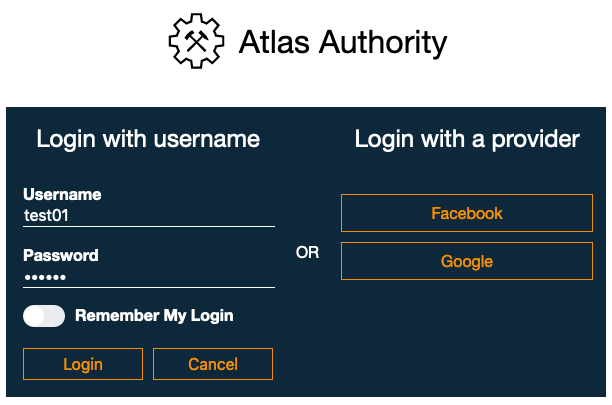 Atlas Authority
Login with username
Username
test01
Password
••••••
Remember My Login
Login
Cancel
OR
Login with a provider
Facebook
Google